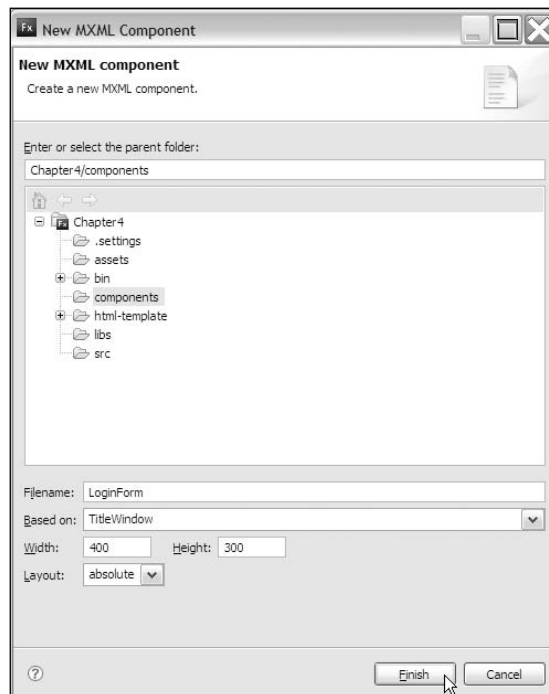 Fx New MXML Component
New MXML component
Create a new MXML component.
Enter or select the parent folder:
Chapter4/components
Fx Chapter4
.settings
assets
bin
components
html-template
libs
src
Filename: LoginForm
Based on: TitleWindow
Width: 400 Height: 300
Layout: absolute
? Finish Cancel